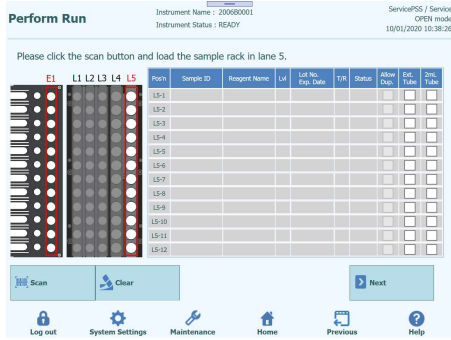 Perform Run
Instrument Name : 2006B0001
Instrument Status : READY
ServicePSS / Service
OPEN mode
10/01/2020 10:38:26
Please click the scan button and load the sample rack in lane 5.
E1 L1 L2 L3 L4 L5
Pos'n Sample ID Reagent Name Lvl Lot No. Exp. Date T/R Status Allow Dup. Ext. Tube 2mL Tube
L5-1
L5-2
L5-3
L5-4
L5-5
L5-6
L5-7
L5-8
L5-9
L5-10
L5-11
L5-12
Scan Clear Next
Log out System Settings Maintenance Home Previous Help